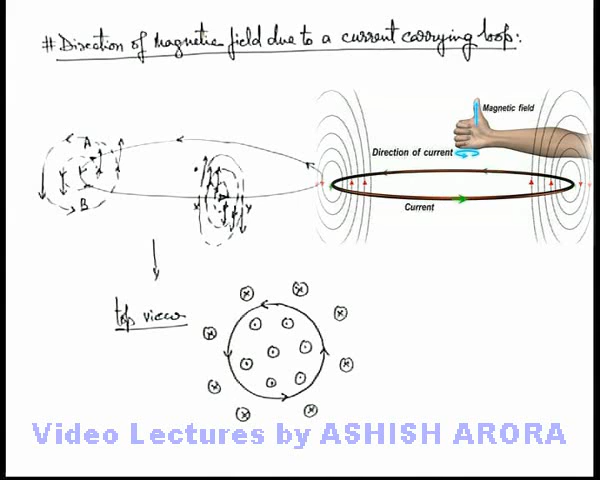 # Direction of Magnetic field due to a current carrying loop:
Magnetic field
Direction of current
A
B
Current
top view
Video Lectures by ASHISH ARORA